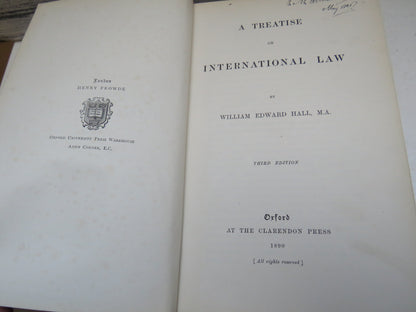 London
HENRY FROWDE
OXFORD UNIVERSITY PRESS WAREHOUSE
AMEN CORNER, E.C.
A TREATISE
ON
INTERNATIONAL LAW
BY
WILLIAM EDWARD HALL, M.A.
THIRD EDITION
Oxford
AT THE CLARENDON PRESS
1890
[All rights reserved]